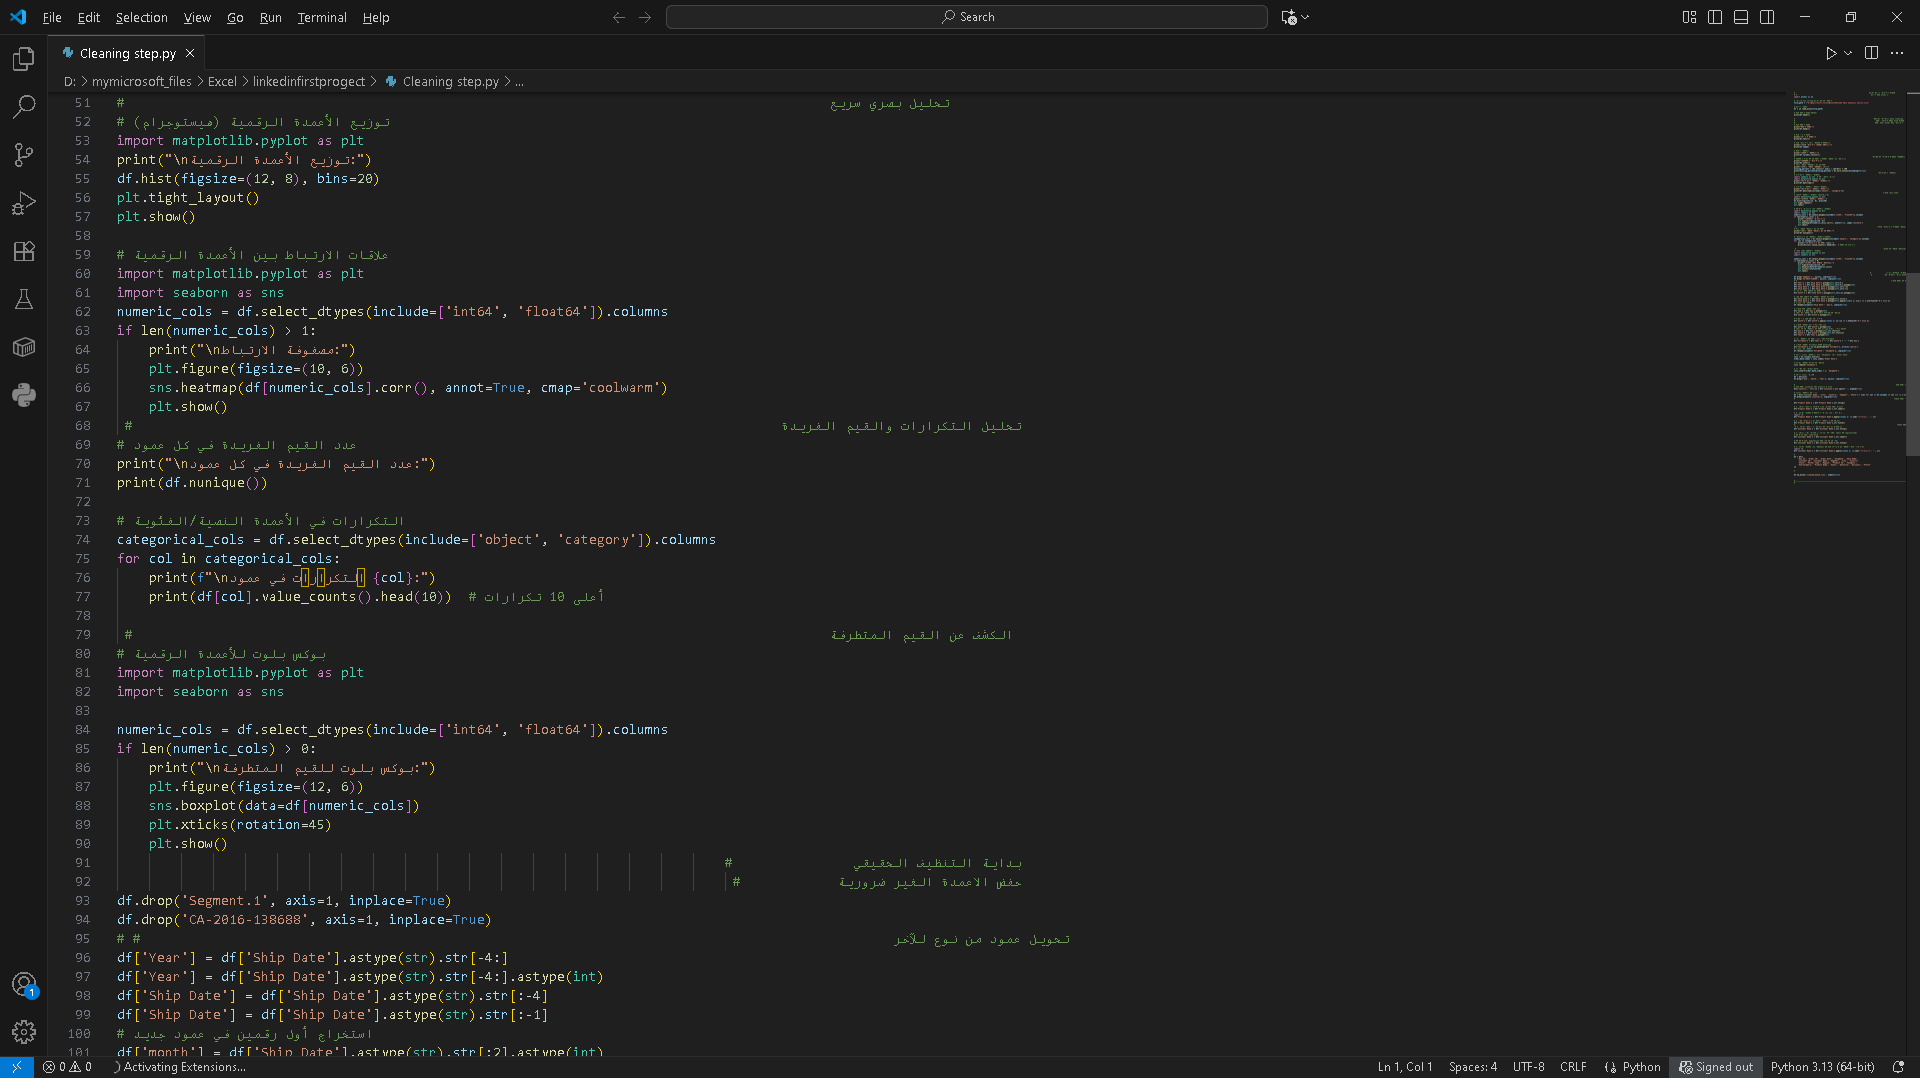 File Edit Selection View Go Run Terminal Help
Search
Cleaning step.py
D: > mymicrosoft_files > Excel > linkedinfirstprogect > Cleaning step.py > ...
51 # تحليل بصري سريع
52 # توزيع الأعمدة الرقمية (هيستوجرام)
53 import matplotlib.pyplot as plt
54 print("\nتوزيع الأعمدة الرقمية:")
55 df.hist(figsize=(12, 8), bins=20)
56 plt.tight_layout()
57 plt.show()
58
59 # علاقات الارتباط بين الأعمدة الرقمية
60 import matplotlib.pyplot as plt
61 import seaborn as sns
62 numeric_cols = df.select_dtypes(include=['int64', 'float64']).columns
63 if len(numeric_cols) > 1:
64     print("\nمصفوفة الارتباط:")
65     plt.figure(figsize=(10, 6))
66     sns.heatmap(df[numeric_cols].corr(), annot=True, cmap='coolwarm')
67     plt.show()
68 # تحليل التكرارات والقيم الفريدة
69 # عدد القيم الفريدة في كل عمود
70 print("\nعدد القيم الفريدة في كل عمود:")
71 print(df.nunique())
72
73 # التكرارات في الأعمدة النصية/الفئوية
74 categorical_cols = df.select_dtypes(include=['object', 'category']).columns
75 for col in categorical_cols:
76     print(f"\nالتكرارات في عمود {col}:")
77     print(df[col].value_counts().head(10))  # أعلى 10 تكرارات
78
79 # الكشف عن القيم المتطرفة
80 # بوكس بلوت للأعمدة الرقمية
81 import matplotlib.pyplot as plt
82 import seaborn as sns
83
84 numeric_cols = df.select_dtypes(include=['int64', 'float64']).columns
85 if len(numeric_cols) > 0:
86     print("\nبوكس بلوت للقيم المتطرفة:")
87     plt.figure(figsize=(12, 6))
88     sns.boxplot(data=df[numeric_cols])
89     plt.xticks(rotation=45)
90     plt.show()
91 # بداية التنظيف الحقيقي
92 # حفض الاعمدة الغير ضرورية
93 df.drop('Segment.1', axis=1, inplace=True)
94 df.drop('CA-2016-138688', axis=1, inplace=True)
95 # # تحويل عمود من نوع للآخر
96 df['Year'] = df['Ship Date'].astype(str).str[-4:]
97 df['Year'] = df['Ship Date'].astype(str).str[-4:].astype(int)
98 df['Ship Date'] = df['Ship Date'].astype(str).str[:-4]
99 df['Ship Date'] = df['Ship Date'].astype(str).str[:-1]
100 # استخراج أول رقمين في عمود جديد
101 df['month'] = df['Ship Date'].astype(str).str[:2].astype(int)
1
0 0 Activating Extensions... Ln 1, Col 1 Spaces: 4 UTF-8 CRLF Python Signed out Python 3.13 (64-bit)